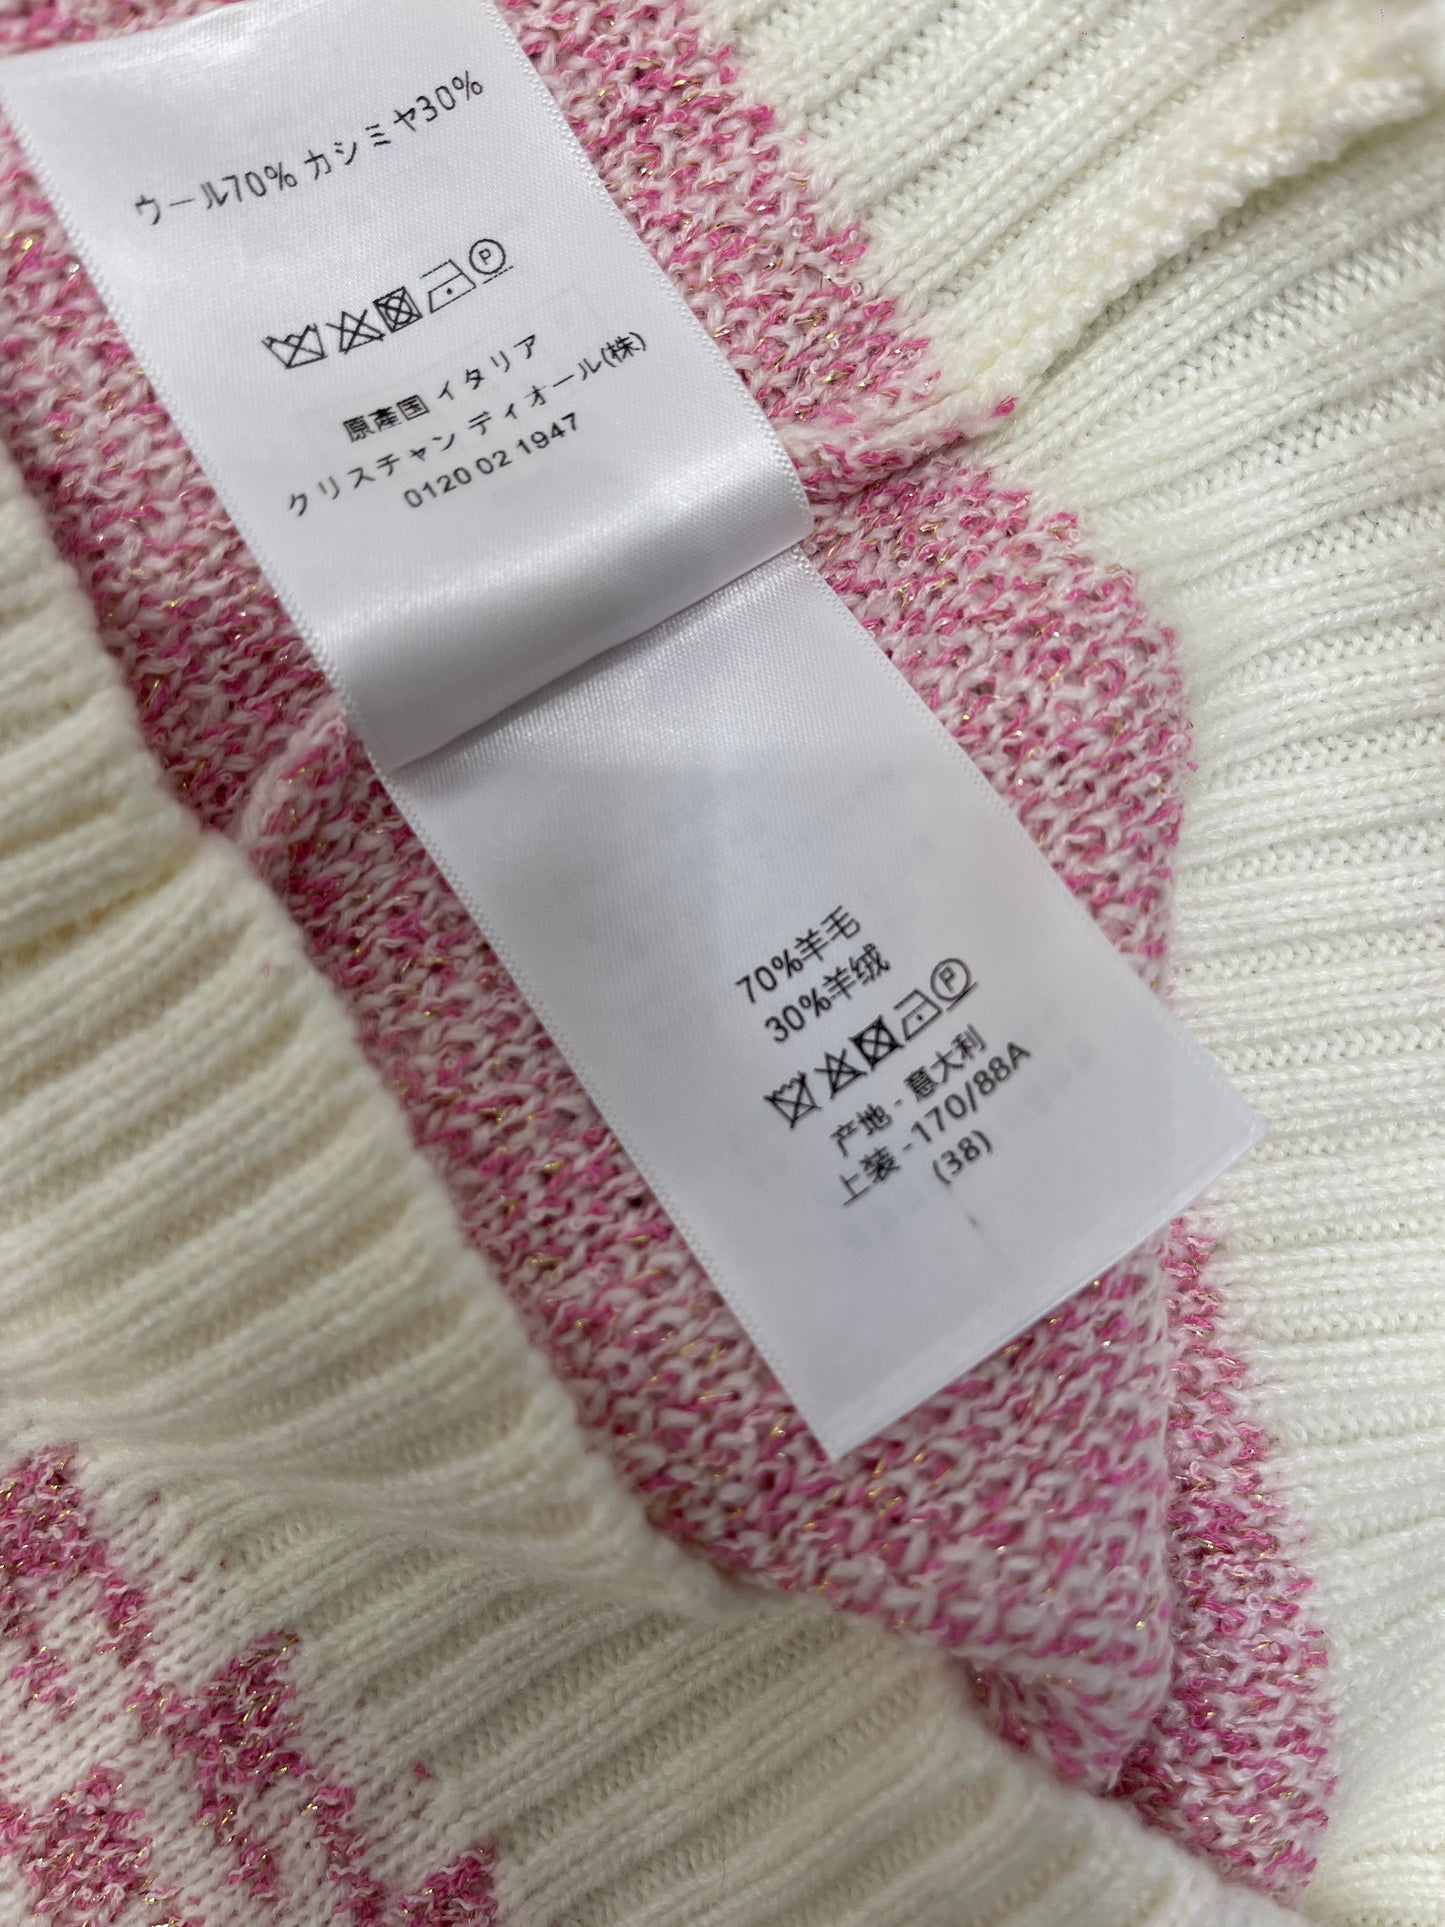 ウール70% カシミヤ30%
P
原產国 イタリア
クリスチャン ディオール(株)
0120 02 1947
70%羊毛
30%羊绒
P
产地 - 意大利
上装 - 170/88A
(38)